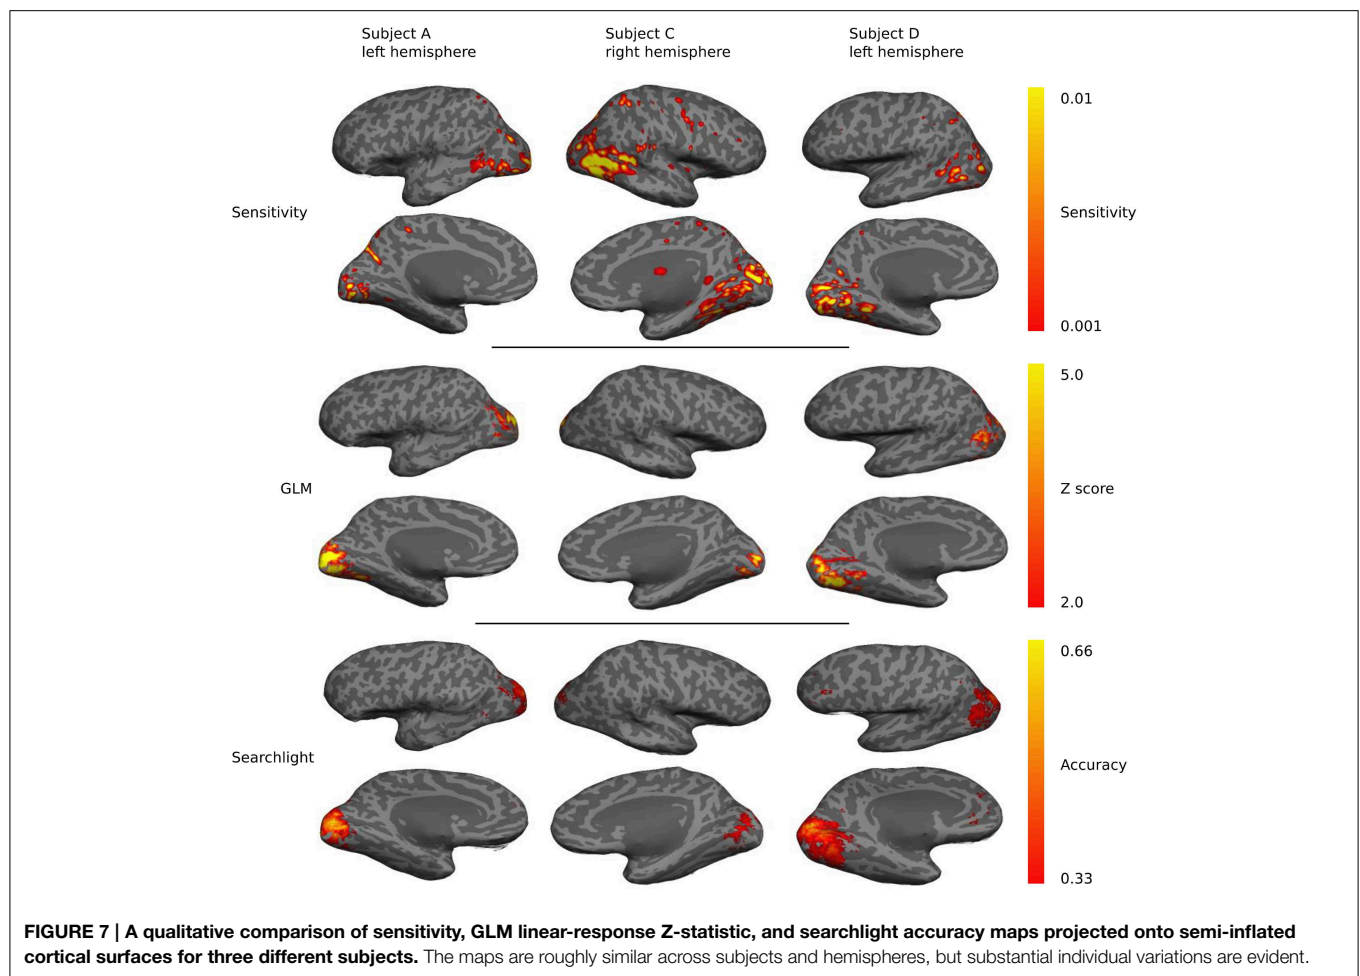 Subject A
left hemisphere
Subject C
right hemisphere
Subject D
left hemisphere
0.01
Sensitivity
Sensitivity
0.001
5.0
GLM
Z score
2.0
0.66
Searchlight
Accuracy
0.33
FIGURE 7 | A qualitative comparison of sensitivity, GLM linear-response Z-statistic, and searchlight accuracy maps projected onto semi-inflated
cortical surfaces for three different subjects. The maps are roughly similar across subjects and hemispheres, but substantial individual variations are evident.